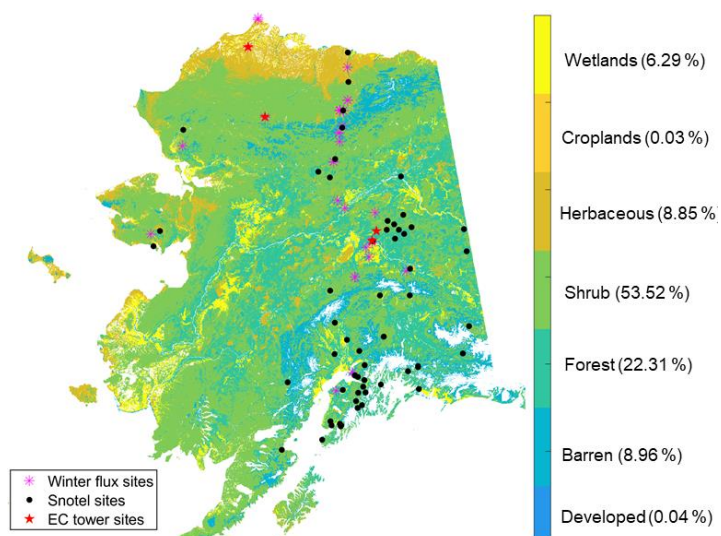 Wetlands (6.29 %)
Croplands (0.03 %)
Herbaceous (8.85 %)
Shrub (53.52 %)
Forest (22.31 %)
Barren (8.96 %)
Developed (0.04 %)
Winter flux sites
Snotel sites
EC tower sites